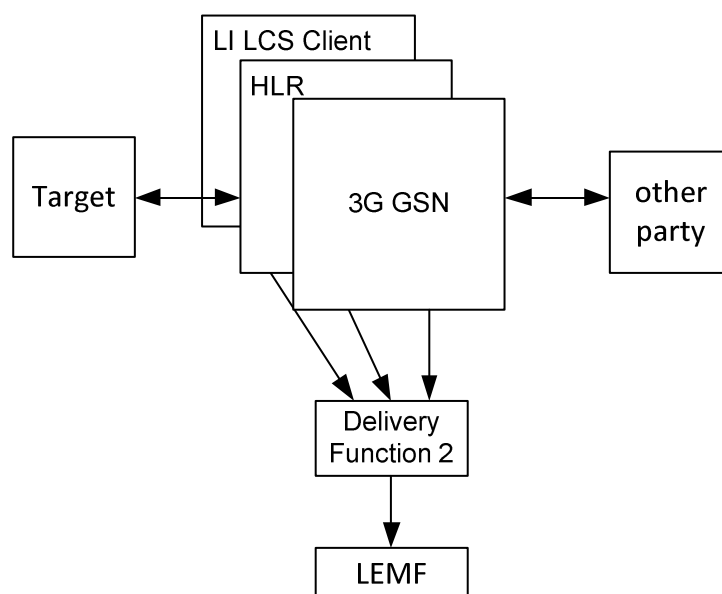 LI LCS Client
HLR
Target
3G GSN
other
party
Delivery
Function 2
LEMF